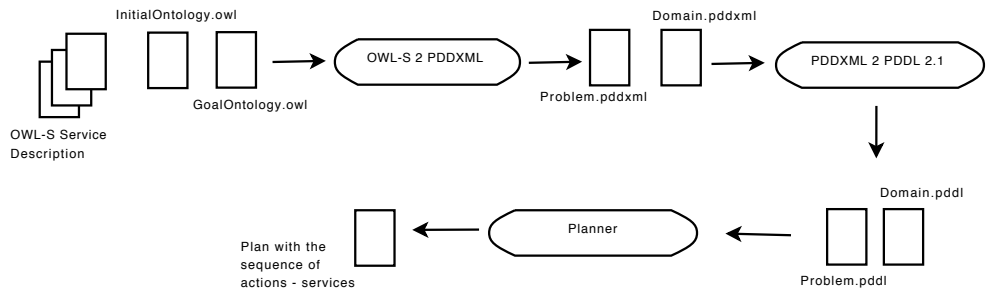 InitialOntology.owl
GoalOntology.owl
OWL-S Service
Description
OWL-S 2 PDDXML
Domain.pddxml
Problem.pddxml
PDDXML 2 PDDL 2.1
Domain.pddl
Problem.pddl
Planner
Plan with the
sequence of
actions - services